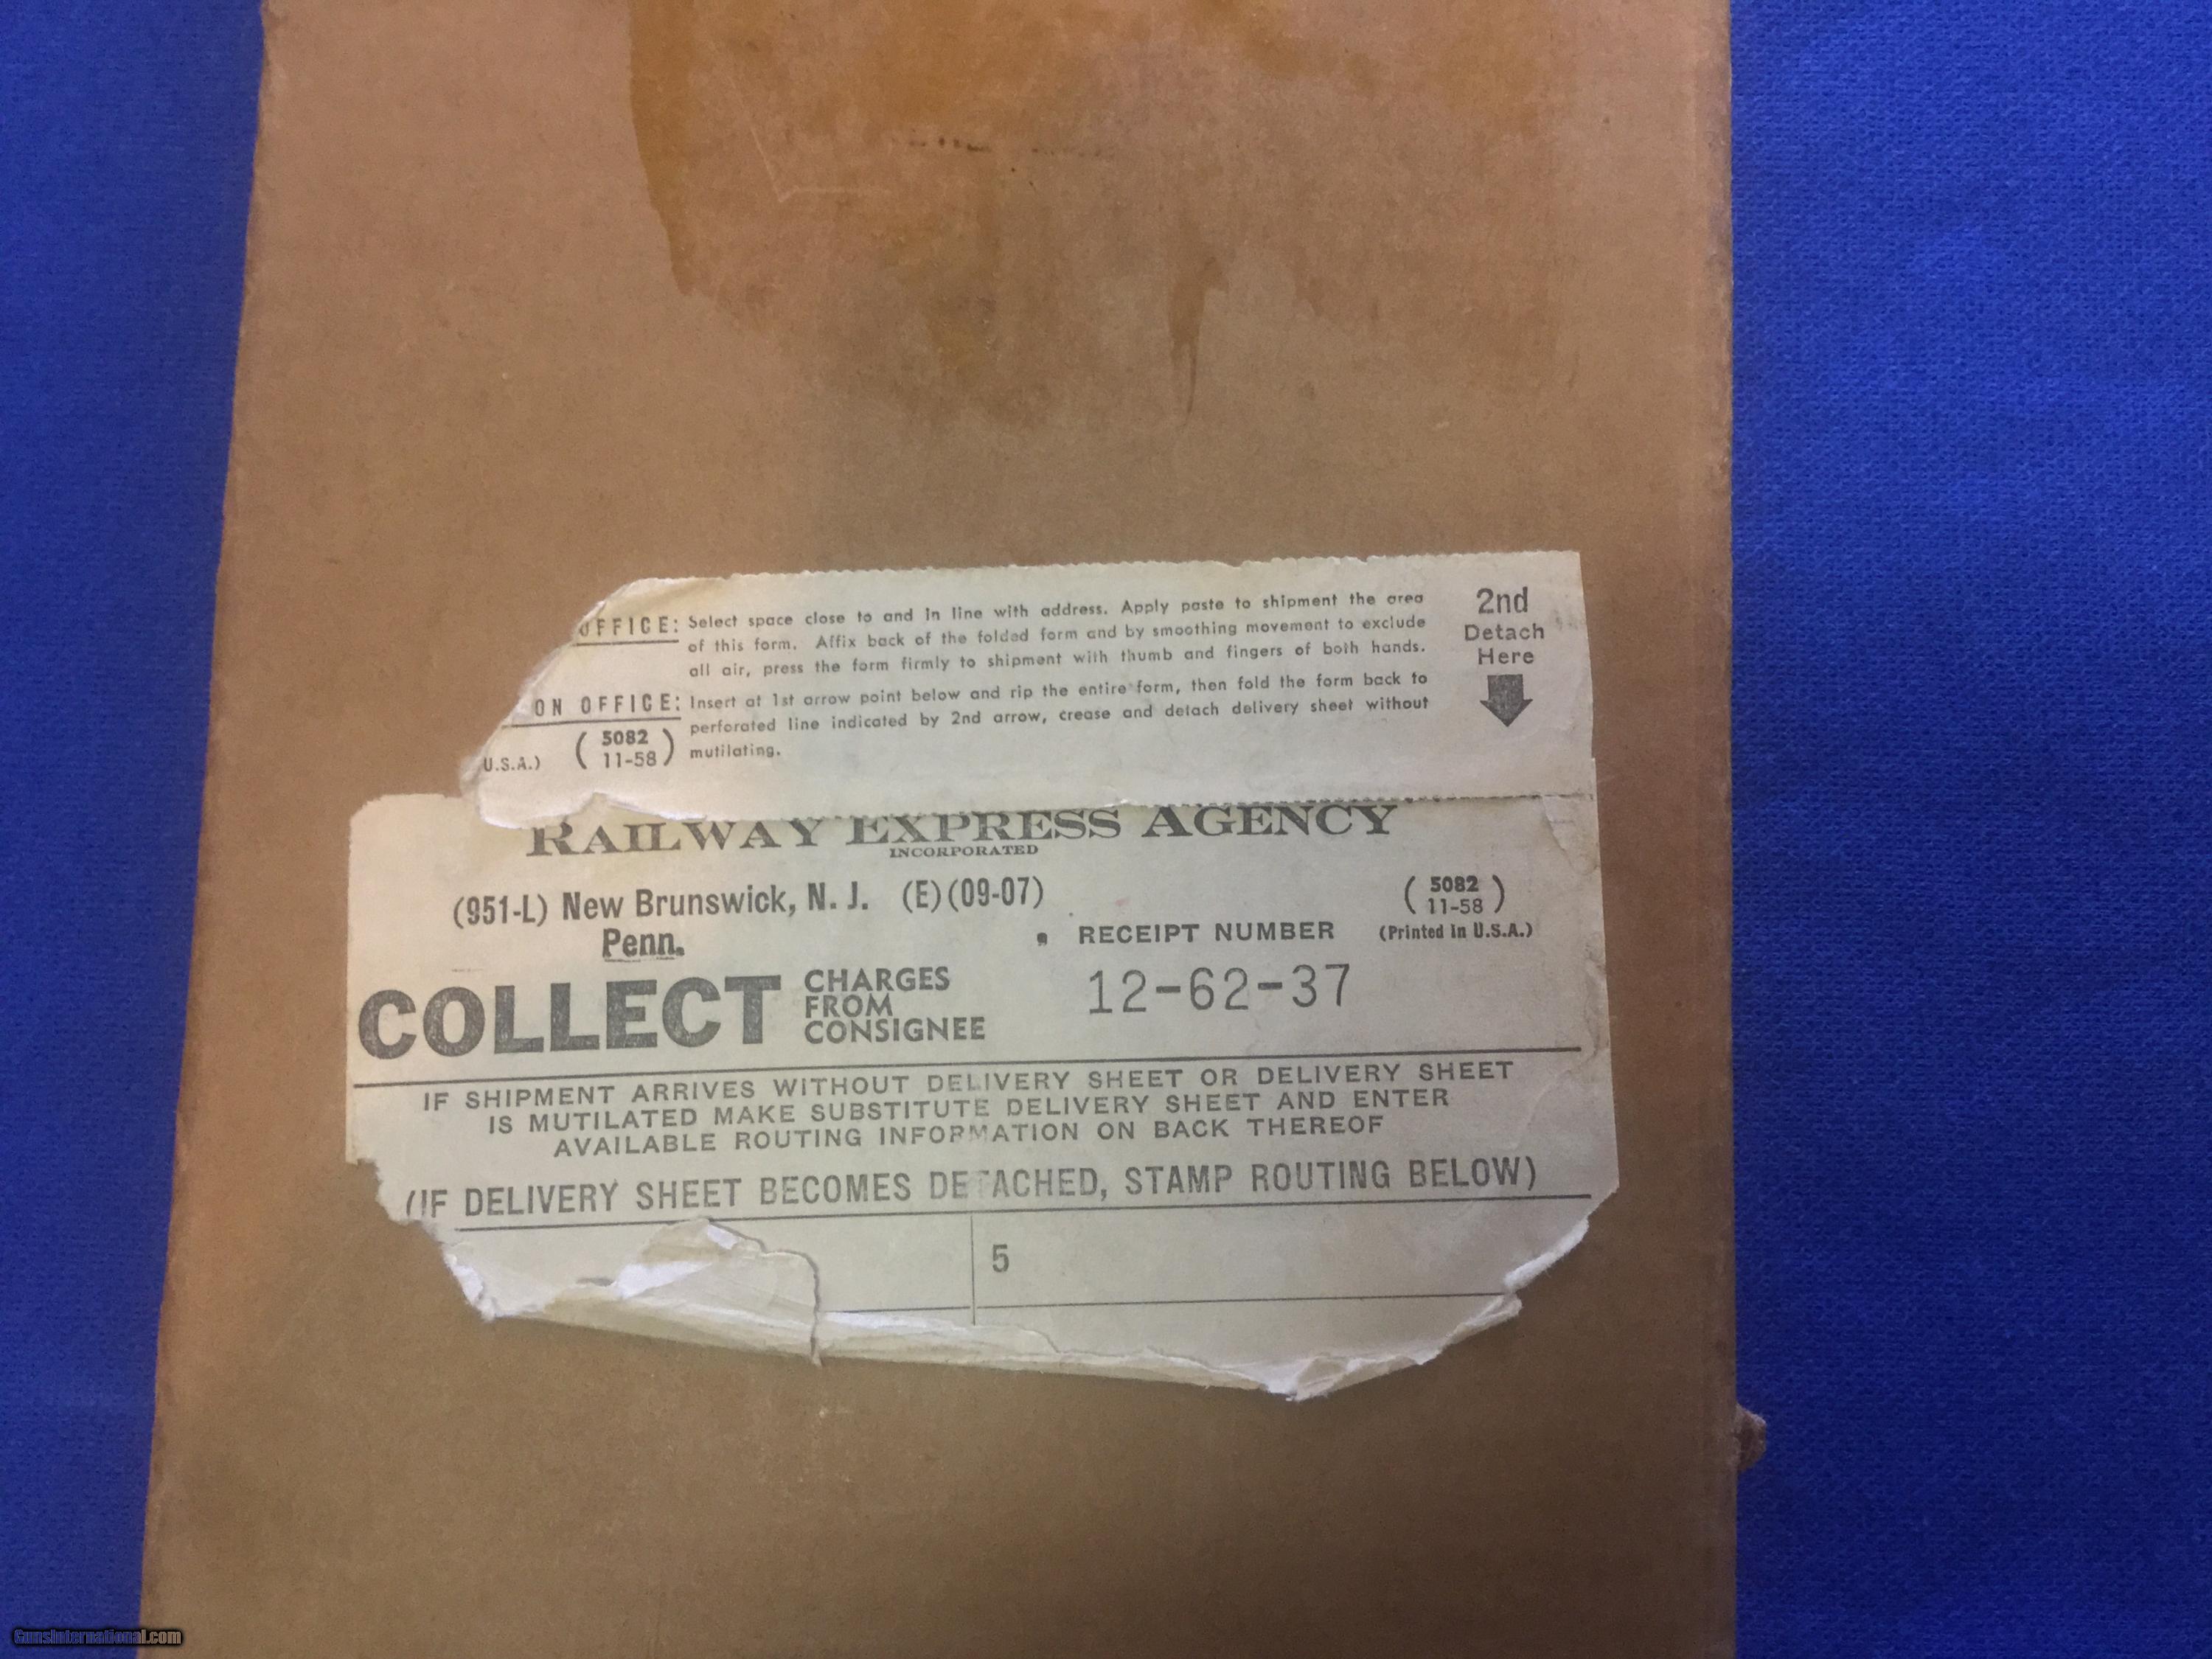 OFFICE: Select space close to and in line with address. Apply paste to shipment the area
of this form. Affix back of the folded form and by smoothing movement to exclude
all air, press the form firmly to shipment with thumb and fingers of both hands.
ON OFFICE: Insert at 1st arrow point below and rip the entire form, then fold the form back to
perforated line indicated by 2nd arrow, crease and detach delivery sheet without
mutilating.
U.S.A.) (5082
11-58)
2nd
Detach
Here
RAILWAY EXPRESS AGENCY
INCORPORATED
(951-L) New Brunswick, N. J. (E)(09-07)
Penn.
(5082
11-58)
RECEIPT NUMBER (Printed in U.S.A.)
12-62-37
COLLECT CHARGES
FROM
CONSIGNEE
IF SHIPMENT ARRIVES WITHOUT DELIVERY SHEET OR DELIVERY SHEET
IS MUTILATED MAKE SUBSTITUTE DELIVERY SHEET AND ENTER
AVAILABLE ROUTING INFORMATION ON BACK THEREOF
(IF DELIVERY SHEET BECOMES DETACHED, STAMP ROUTING BELOW)
5
GunsInternational.com